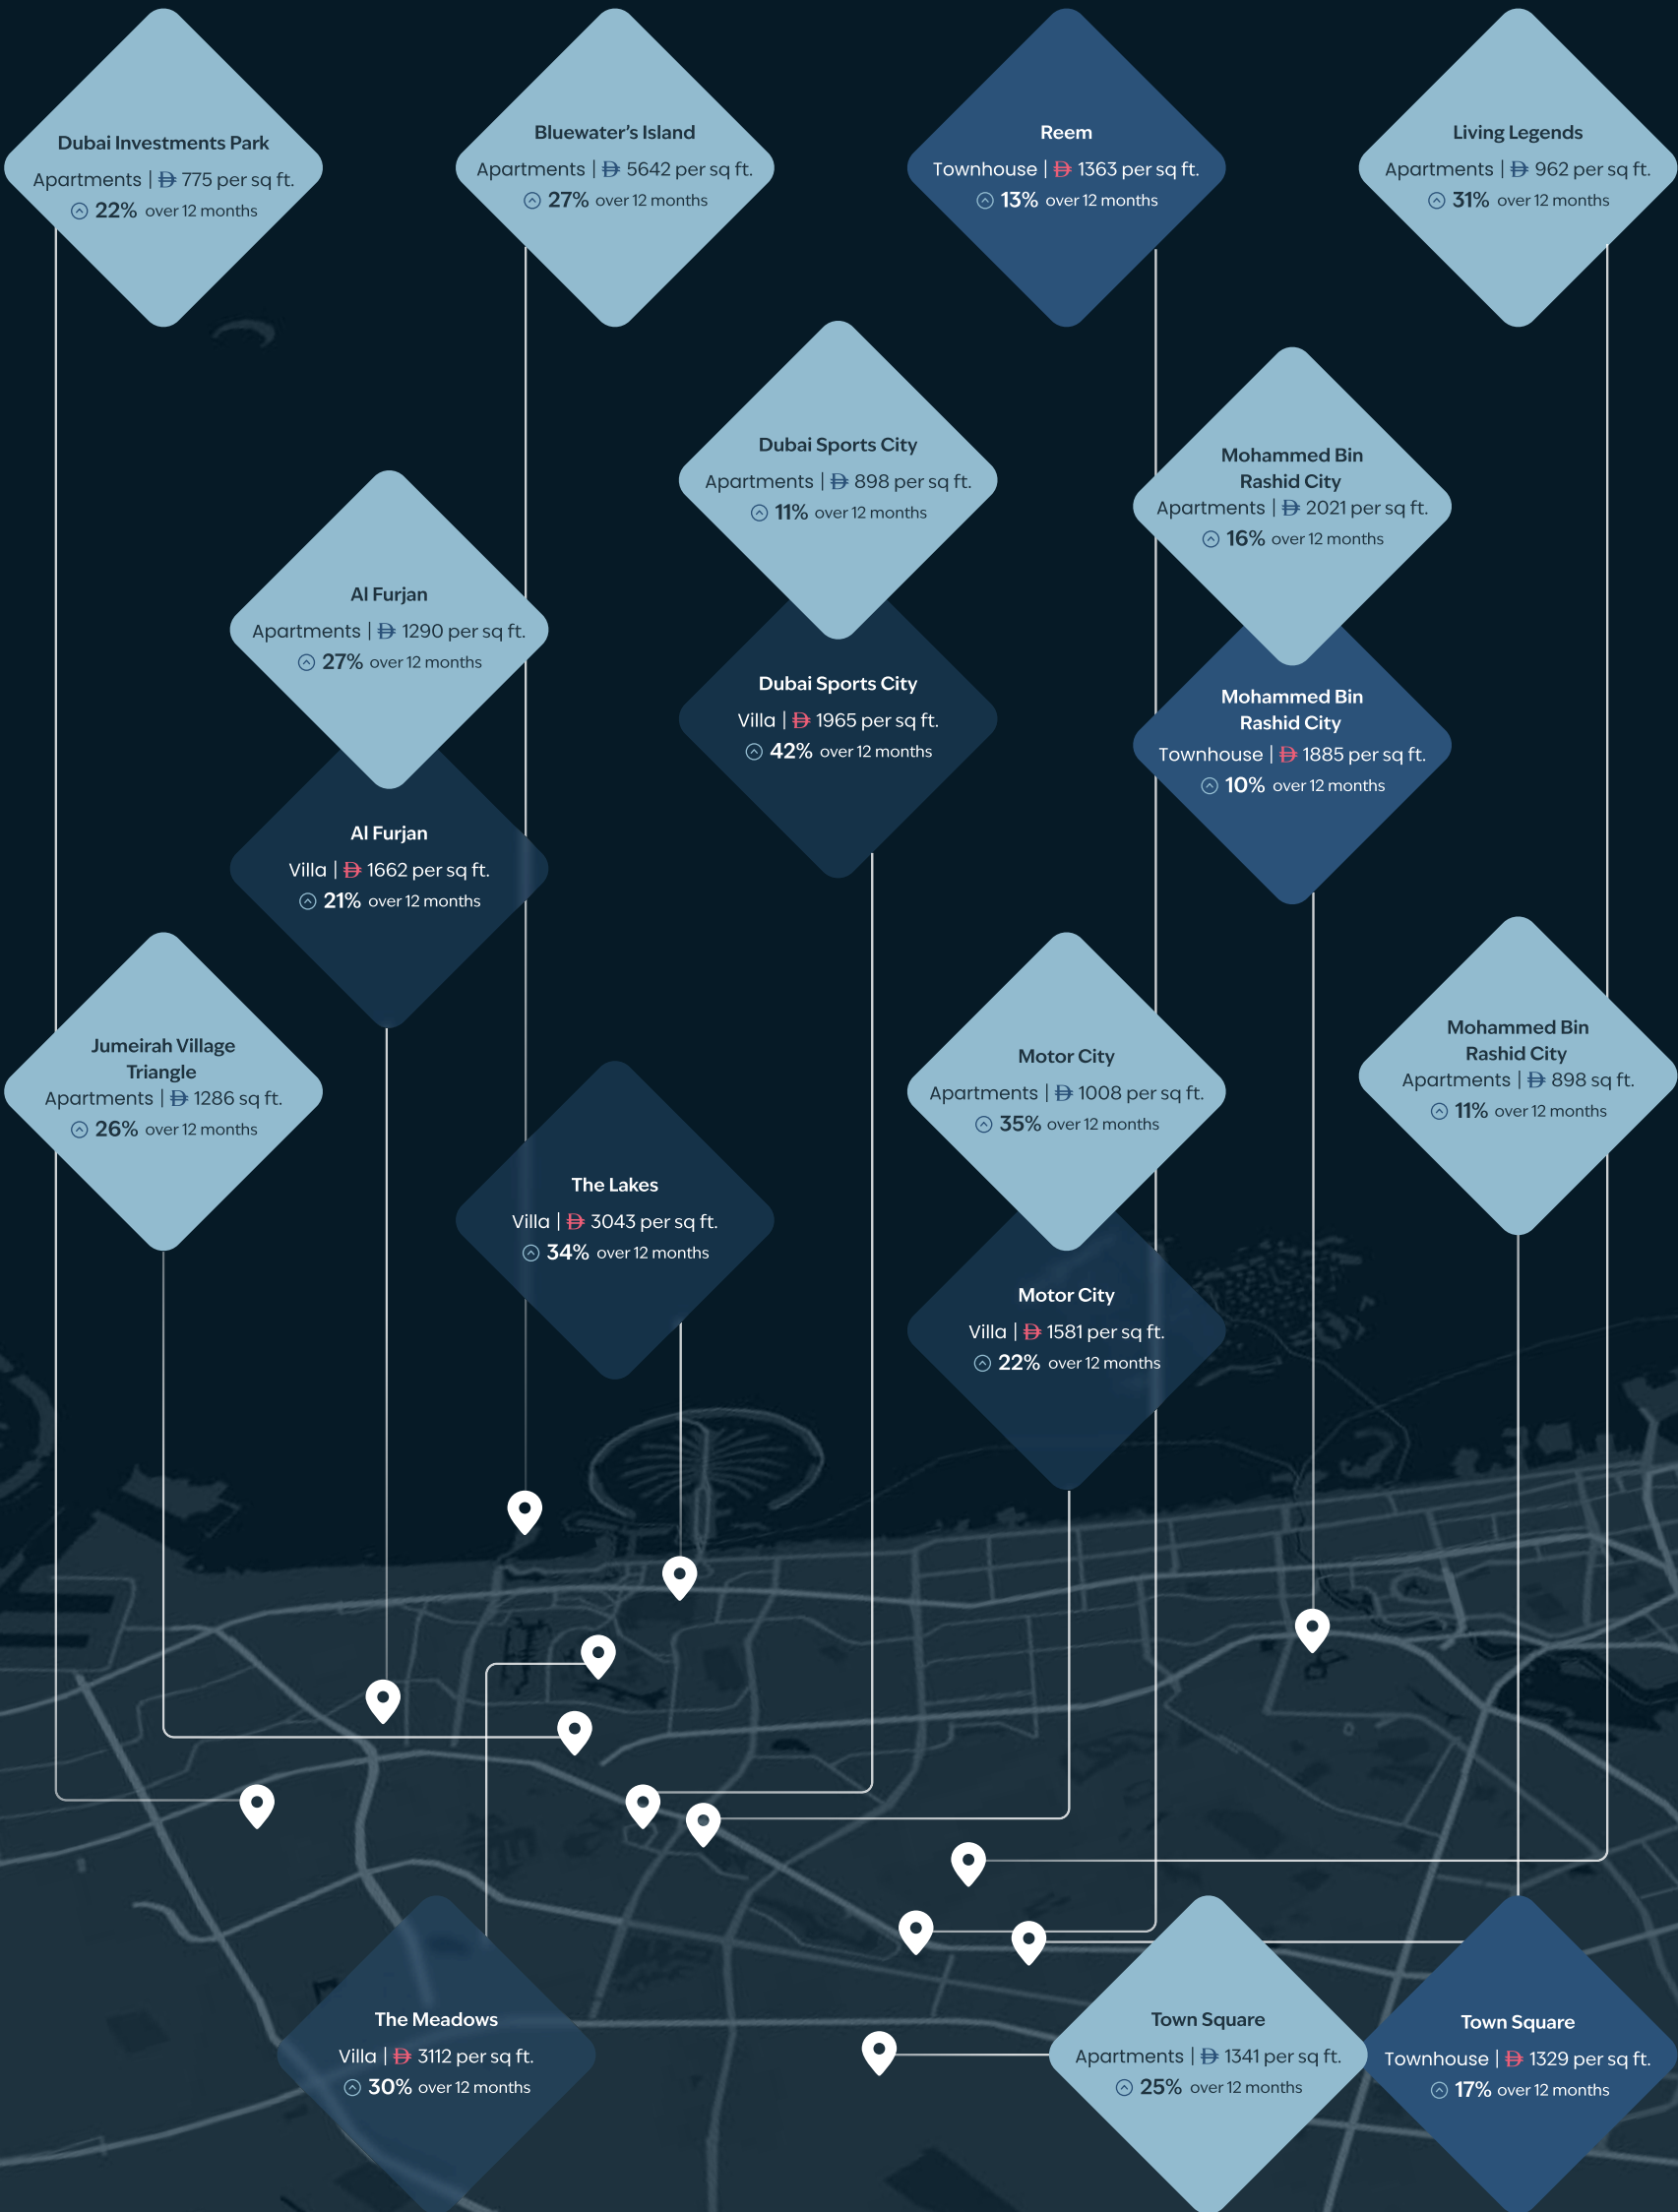 Dubai Investments Park
Apartments | 775 per sq ft.
22% over 12 months
Bluewater's Island
Apartments | 5642 per sq ft.
27% over 12 months
Reem
Townhouse | 1363 per sq ft.
13% over 12 months
Living Legends
Apartments | 962 per sq ft.
31% over 12 months
Dubai Sports City
Apartments | 898 per sq ft.
11% over 12 months
Mohammed Bin
Rashid City
Apartments | 2021 per sq ft.
16% over 12 months
Al Furjan
Apartments | 1290 per sq ft.
27% over 12 months
Dubai Sports City
Villa | 1965 per sq ft.
42% over 12 months
Mohammed Bin
Rashid City
Townhouse | 1885 per sq ft.
10% over 12 months
Al Furjan
Villa | 1662 per sq ft.
21% over 12 months
Jumeirah Village
Triangle
Apartments | 1286 sq ft.
26% over 12 months
Motor City
Apartments | 1008 per sq ft.
35% over 12 months
Mohammed Bin
Rashid City
Apartments | 898 sq ft.
11% over 12 months
The Lakes
Villa | 3043 per sq ft.
34% over 12 months
Motor City
Villa | 1581 per sq ft.
22% over 12 months
The Meadows
Villa | 3112 per sq ft.
30% over 12 months
Town Square
Apartments | 1341 per sq ft.
25% over 12 months
Town Square
Townhouse | 1329 per sq ft.
17% over 12 months